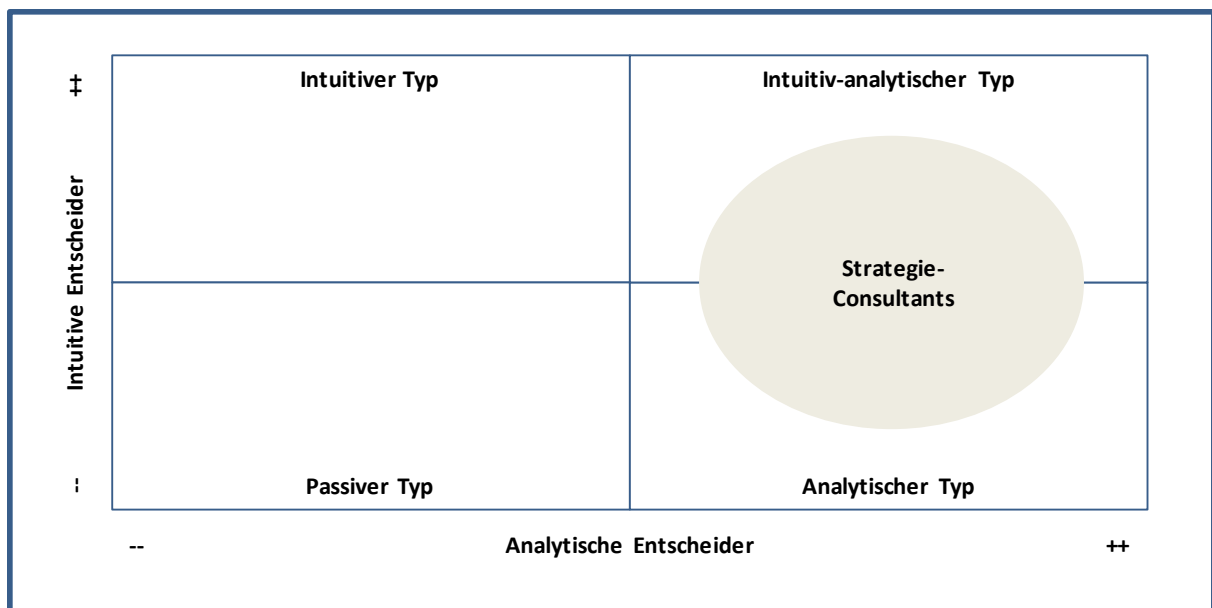 Intuitiver Typ
Intuitiv-analytischer Typ
++
Intuitive Entscheider
Strategie-
Consultants
--
Passiver Typ
Analytischer Typ
--
Analytische Entscheider
++